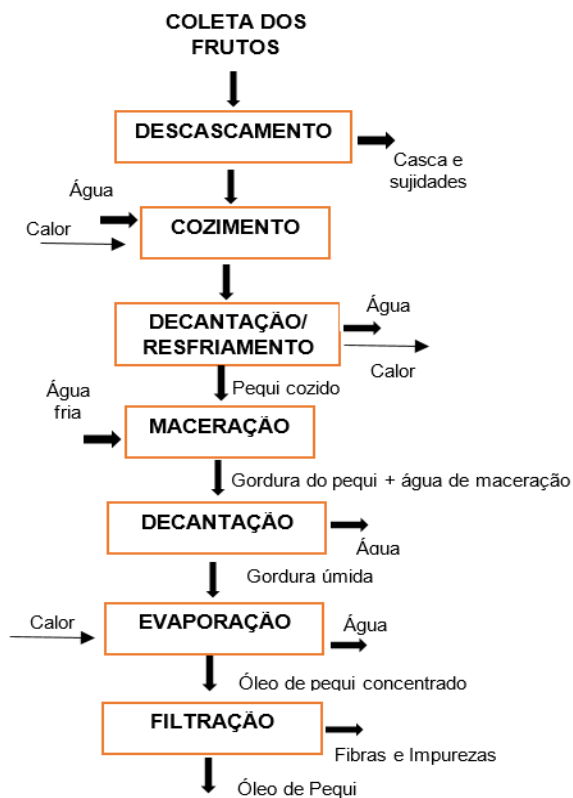 COLETA DOS
FRUTOS
DESCASCAMENTO
Casca e
sujidades
Água
Calor
COZIMENTO
DECANTAÇÃO/
RESFRIAMENTO
Água
Calor
Pequi cozido
Água
fria
MACERAÇÃO
Gordura do pequi + água de maceração
DECANTAÇÃO
Água
Gordura úmida
Calor
EVAPORAÇÃO
Água
Óleo de pequi concentrado
FILTRAÇÃO
Fibras e Impurezas
Óleo de Pequi